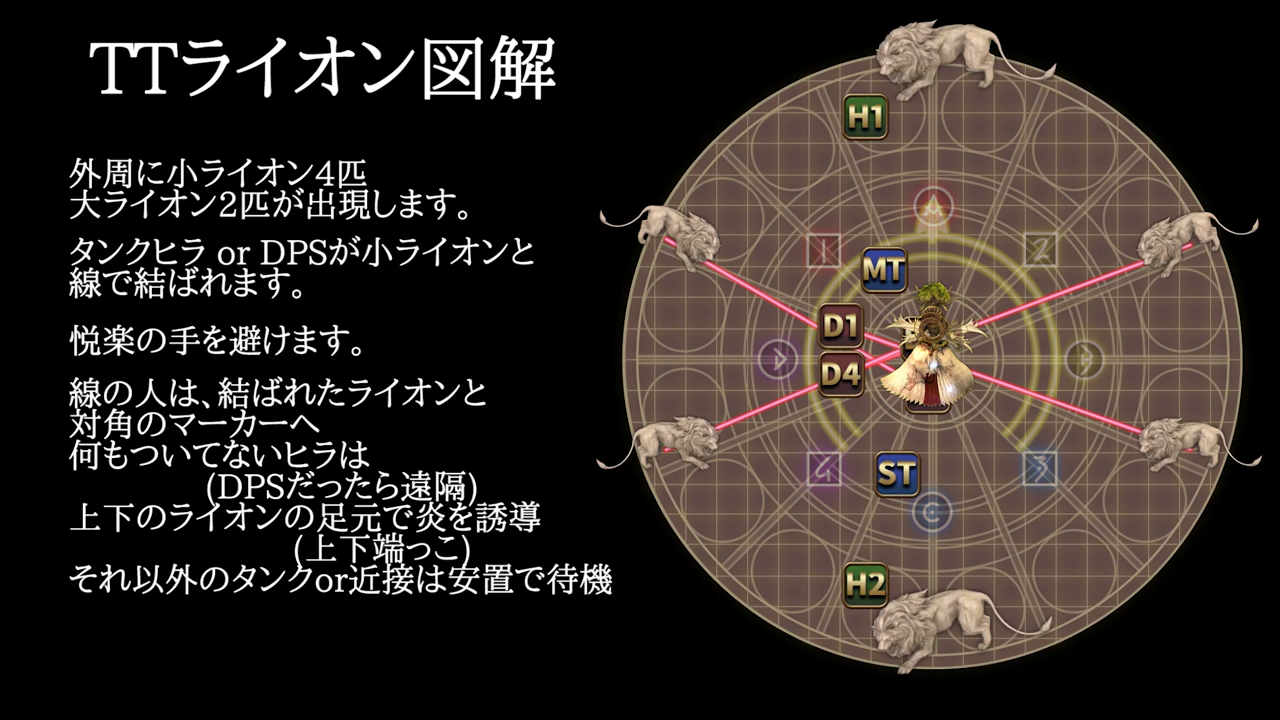 TTライオン図解
外周に小ライオン4匹
大ライオン2匹が出現します。
タンクヒラ or DPSが小ライオンと
線で結ばれます。
悦楽の手を避けます。
線の人は、結ばれたライオンと
対角のマーカーへ
何もついてないヒラは
(DPSだったら遠隔)
上下のライオンの足元で炎を誘導
(上下端っこ)
それ以外のタンクor近接は安置で待機
H1
A
1
2
MT
D1
D4
4
ST
3
C
H2